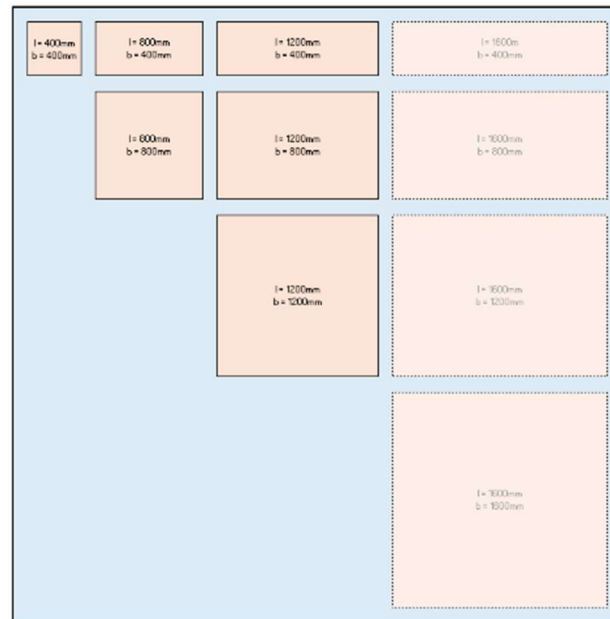 l = 400mm
b = 400mm
l = 800mm
b = 400mm
l = 1200mm
b = 400mm
l = 1600m
b = 400mm
l = 800mm
b = 800mm
l = 1200mm
b = 800mm
l = 1600mm
b = 800mm
l = 1200mm
b = 1200mm
l = 1600mm
b = 1200mm
l = 1600mm
b = 1600mm